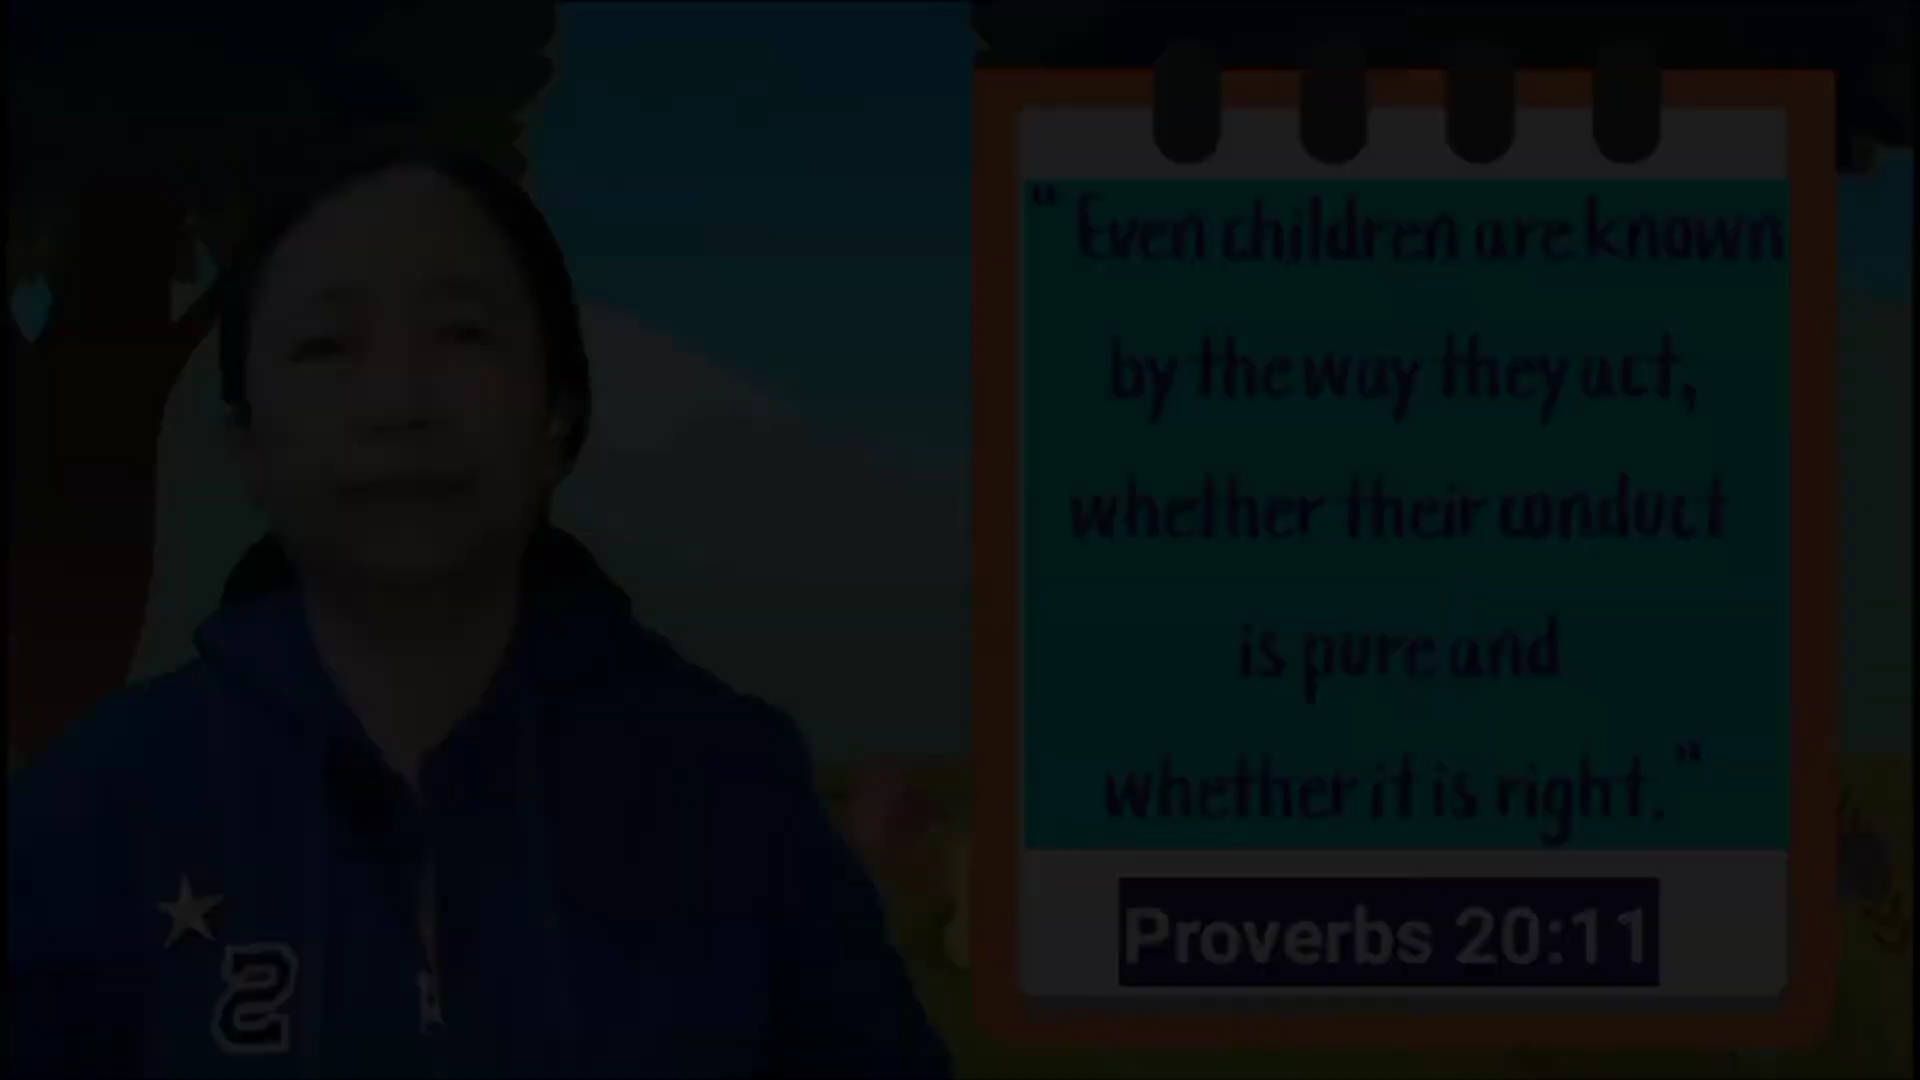 " Even children are known
by the way they act,
whether their conduct
is pure and
whether it is right."
Proverbs 20:11
S